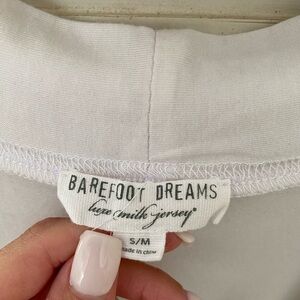 BAREFOOT DREAMS
luxe milk jersey®
S/M
made in china